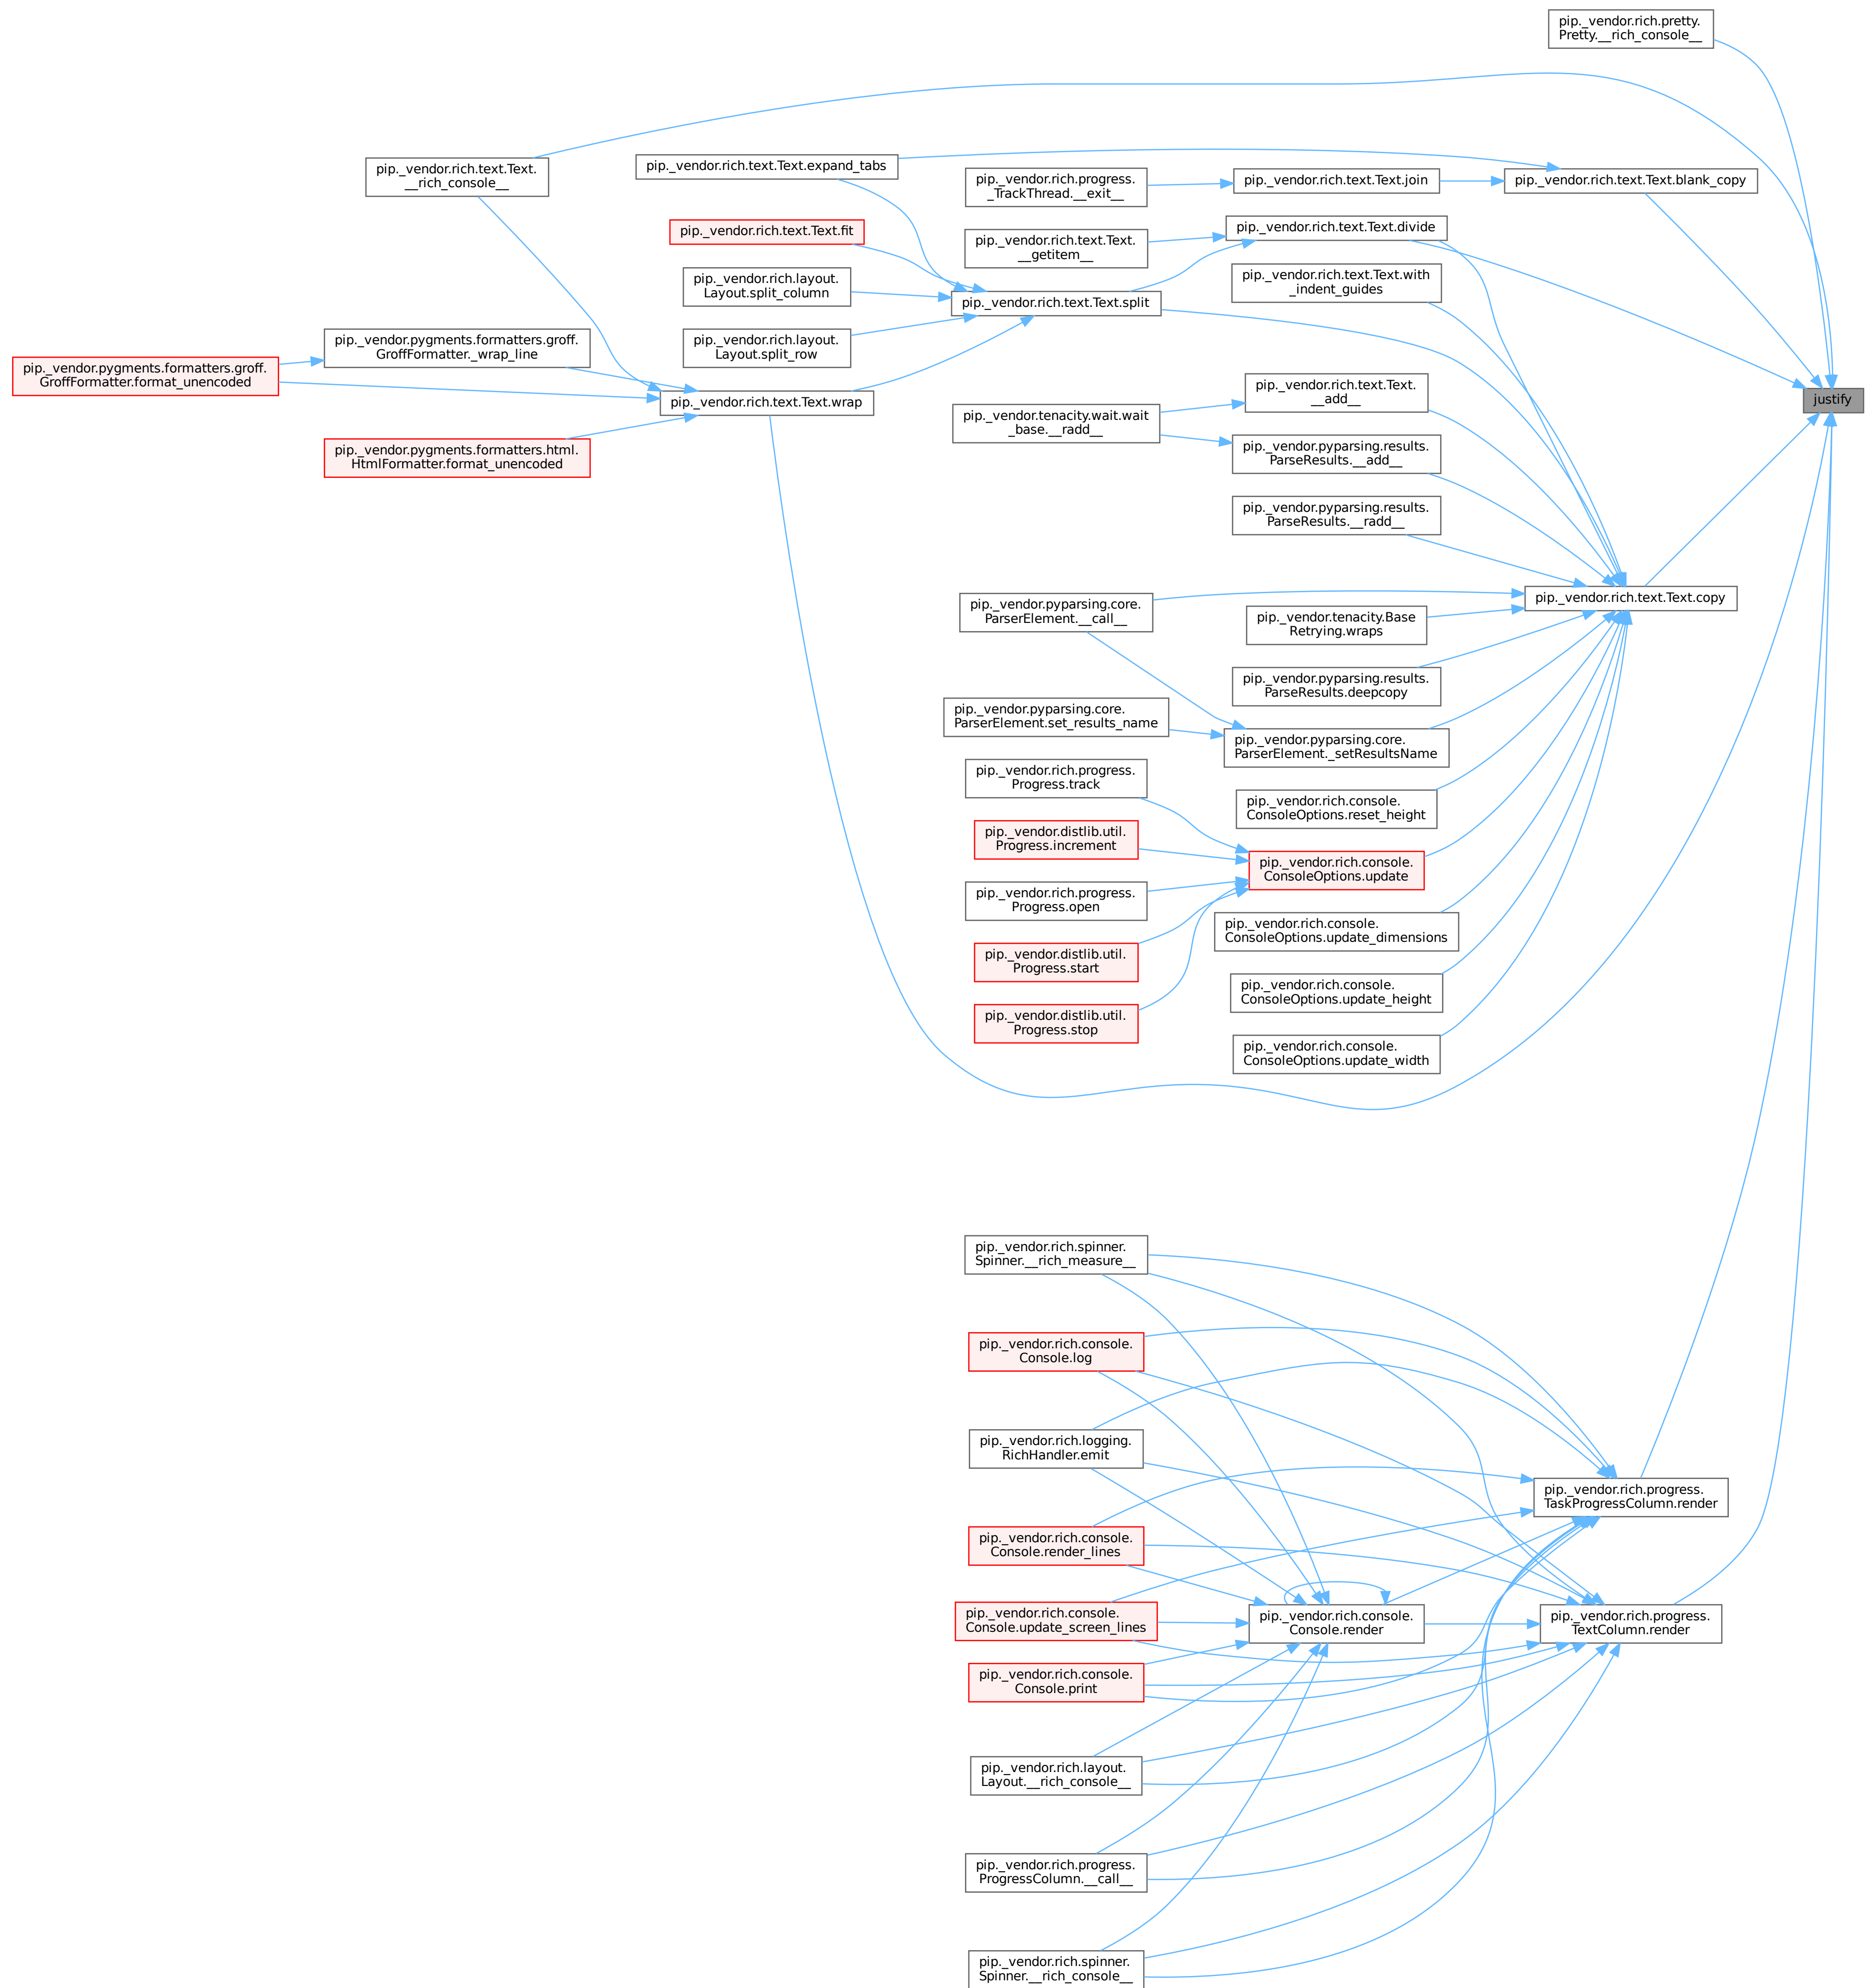 pip._vendor.rich.pretty.
Pretty.__rich_console__
pip._vendor.rich.text.Text.
__rich_console__
pip._vendor.rich.text.Text.expand_tabs
pip._vendor.rich.progress.
_TrackThread.__exit__
pip._vendor.rich.text.Text.join
pip._vendor.rich.text.Text.blank_copy
pip._vendor.rich.text.Text.fit
pip._vendor.rich.text.Text.
__getitem__
pip._vendor.rich.text.Text.divide
pip._vendor.rich.layout.
Layout.split_column
pip._vendor.rich.text.Text.split
pip._vendor.rich.text.Text.with
_indent_guides
pip._vendor.rich.layout.
Layout.split_row
pip._vendor.pygments.formatters.groff.
GroffFormatter._wrap_line
pip._vendor.pygments.formatters.groff.
GroffFormatter.format_unencoded
pip._vendor.rich.text.Text.wrap
pip._vendor.pygments.formatters.html.
HtmlFormatter.format_unencoded
pip._vendor.rich.text.Text.
__add__
justify
pip._vendor.tenacity.wait.wait
_base.__radd__
pip._vendor.pyparsing.results.
ParseResults.__add__
pip._vendor.pyparsing.results.
ParseResults.__radd__
pip._vendor.rich.text.Text.copy
pip._vendor.pyparsing.core.
ParserElement.__call__
pip._vendor.tenacity.Base
Retrying.wraps
pip._vendor.pyparsing.results.
ParseResults.deepcopy
pip._vendor.pyparsing.core.
ParserElement.set_results_name
pip._vendor.pyparsing.core.
ParserElement._setResultsName
pip._vendor.rich.progress.
Progress.track
pip._vendor.rich.console.
ConsoleOptions.reset_height
pip._vendor.distlib.util.
Progress.increment
pip._vendor.rich.console.
ConsoleOptions.update
pip._vendor.rich.progress.
Progress.open
pip._vendor.rich.console.
ConsoleOptions.update_dimensions
pip._vendor.distlib.util.
Progress.start
pip._vendor.rich.console.
ConsoleOptions.update_height
pip._vendor.distlib.util.
Progress.stop
pip._vendor.rich.console.
ConsoleOptions.update_width
pip._vendor.rich.spinner.
Spinner.__rich_measure__
pip._vendor.rich.console.
Console.log
pip._vendor.rich.logging.
RichHandler.emit
pip._vendor.rich.progress.
TaskProgressColumn.render
pip._vendor.rich.console.
Console.render_lines
pip._vendor.rich.console.
Console.update_screen_lines
pip._vendor.rich.console.
Console.render
pip._vendor.rich.progress.
TextColumn.render
pip._vendor.rich.console.
Console.print
pip._vendor.rich.layout.
Layout.__rich_console__
pip._vendor.rich.progress.
ProgressColumn.__call__
pip._vendor.rich.spinner.
Spinner.__rich_console__